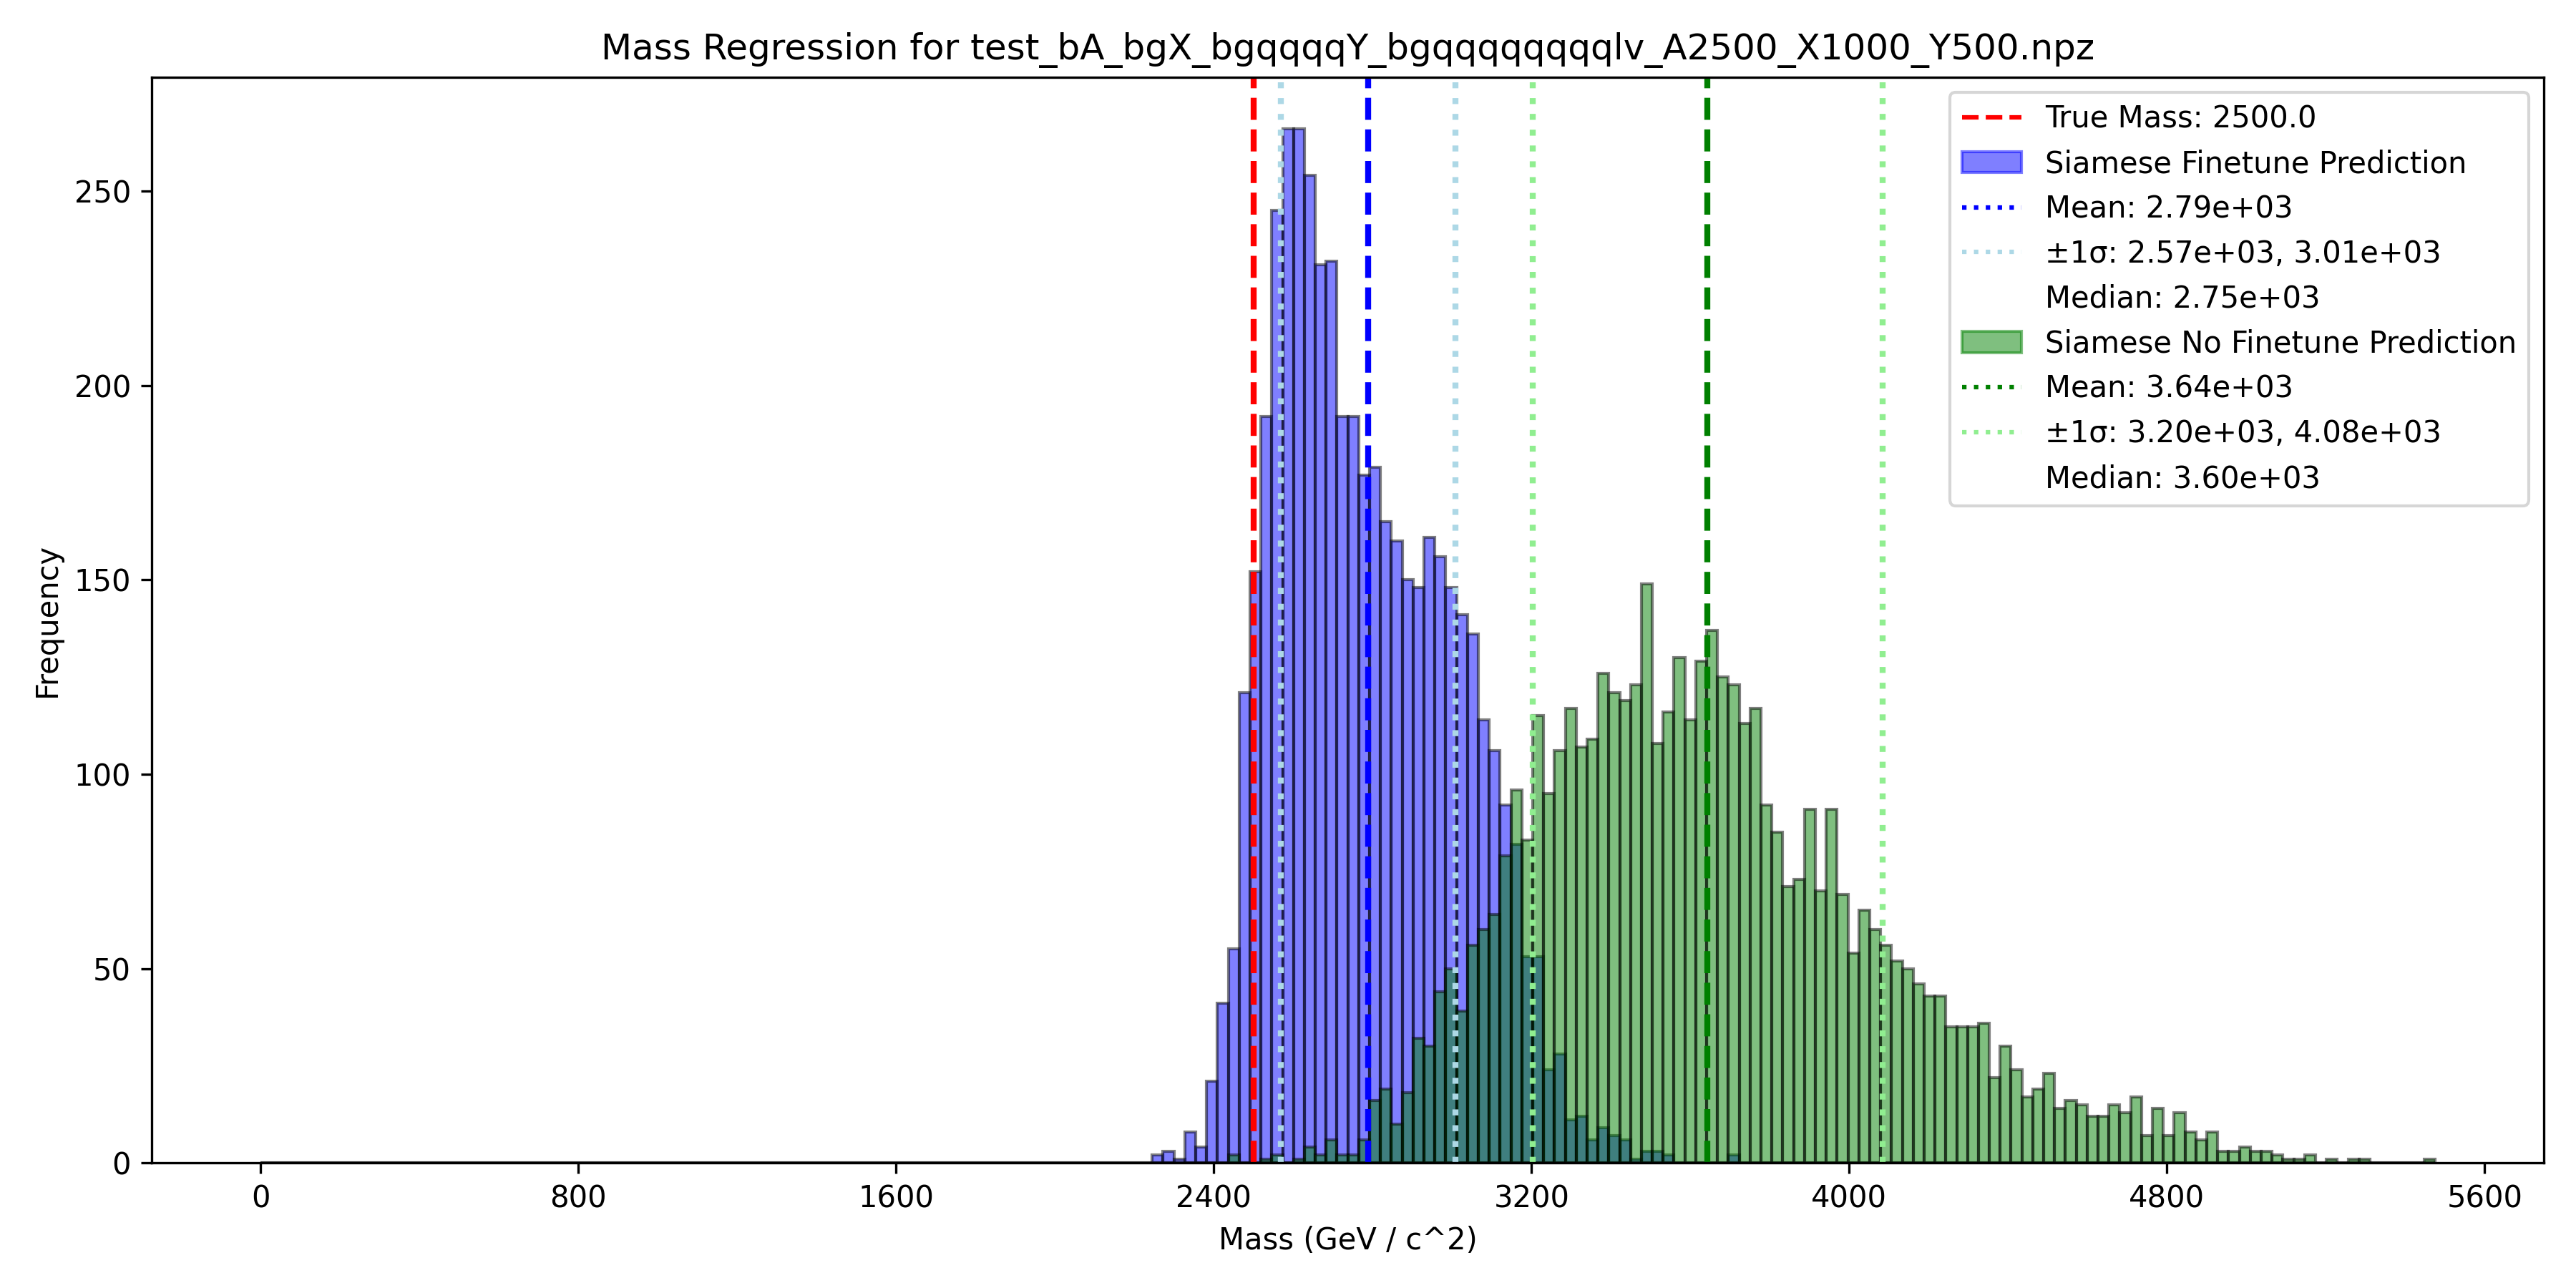 Mass Regression for test_bA_bgX_bgqqqqY_bgqqqqqqqqlv_A2500_X1000_Y500.npz
True Mass: 2500.0
Siamese Finetune Prediction
Mean: 2.79e+03
±1σ: 2.57e+03, 3.01e+03
Median: 2.75e+03
Siamese No Finetune Prediction
Mean: 3.64e+03
±1σ: 3.20e+03, 4.08e+03
Median: 3.60e+03
Frequency
250
200
150
100
50
0
0 800 1600 2400 3200 4000 4800 5600
Mass (GeV / c^2)